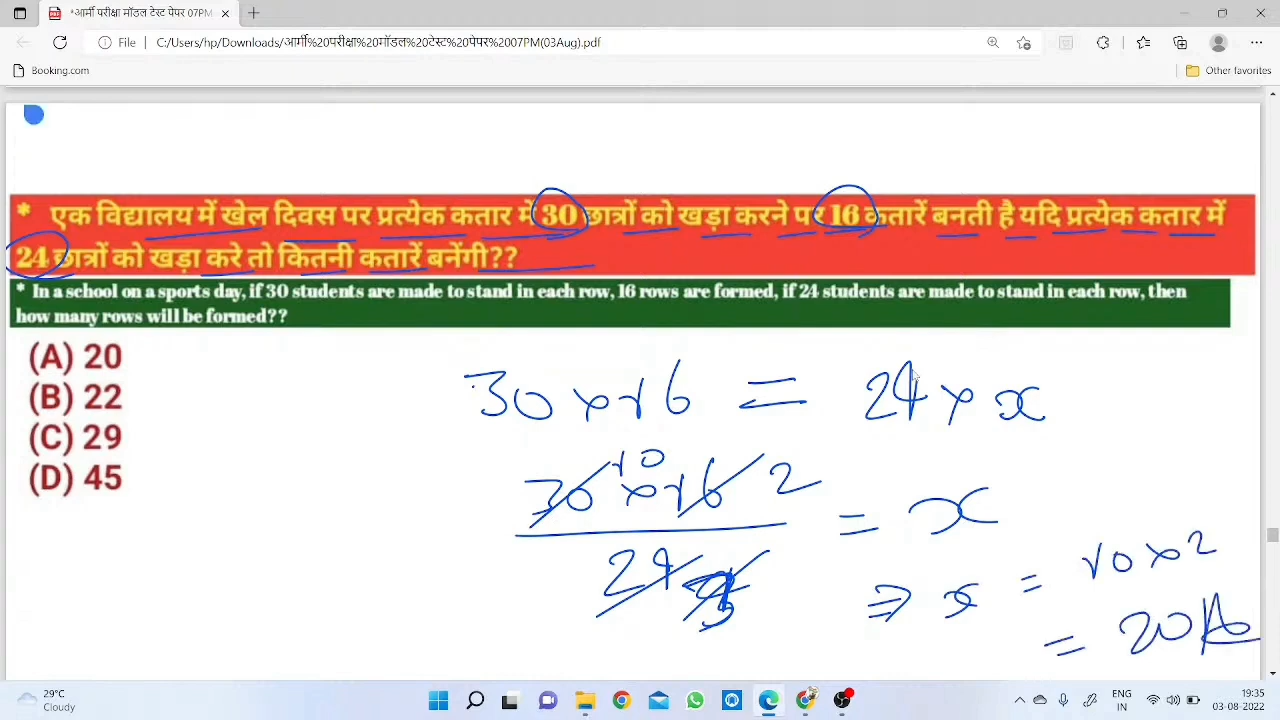 *आर्मी परीक्षा मॉडल टेस्ट पेपर 07PM
File C:/Users/hp/Downloads/आर्मी%20परीक्षा%20मॉडल%20टेस्ट%20पेपर%2007PM(03Aug).pdf
Booking.com
Other favorites
* एक विद्यालय में खेल दिवस पर प्रत्येक कतार में 30 छात्रों को खड़ा करने पर 16 कतारें बनती है यदि प्रत्येक कतार में
24 छात्रों को खड़ा करे तो कितनी कतारें बनेंगी??
* In a school on a sports day, if 30 students are made to stand in each row, 16 rows are formed, if 24 students are made to stand in each row, then
how many rows will be formed??
(A) 20
(B) 22
(C) 29
(D) 45
30 × 16 = 24 × x
10
30 × 16 2
= x
24 3
⇒ x = 10 × 2
= 20 A
29°C
Cloudy
ENG
IN
19:35
03-08-2022